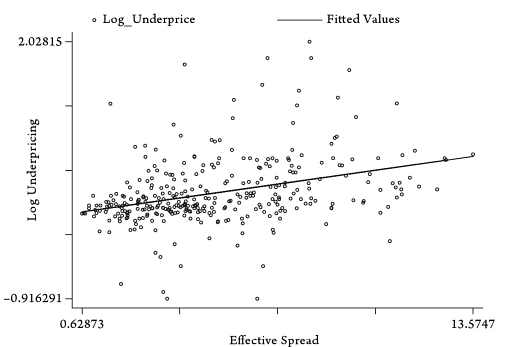 Log_Underprice Fitted Values
2.02815
Log Underpricing
–0.916291
0.62873 13.5747
Effective Spread